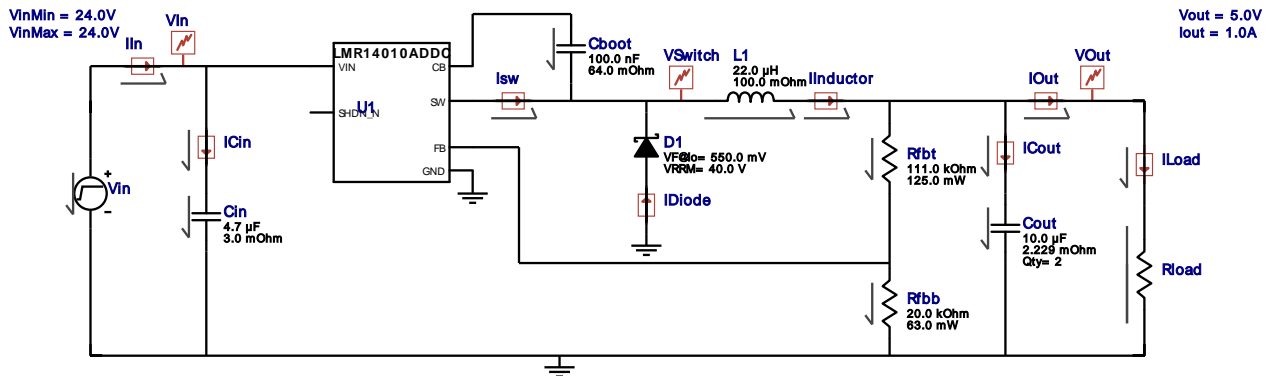 VinMin = 24.0V
VinMax = 24.0V
Vout = 5.0V
Iout = 1.0A
VIn
IIn
LMR14010ADDC
VIN
CB
SHDN_N
U1
SW
FB
GND
Cboot
100.0 nF
64.0 mOhm
Isw
VSwitch
L1
22.0 µH
100.0 mOhm
IInductor
IOut
VOut
ICin
D1
VF@Io= 550.0 mV
VRRM= 40.0 V
IDiode
Rfbt
111.0 kOhm
125.0 mW
ICout
ILoad
+
Vin
-
Cin
4.7 µF
3.0 mOhm
Cout
10.0 µF
2.229 mOhm
Qty= 2
Rload
Rfbb
20.0 kOhm
63.0 mW